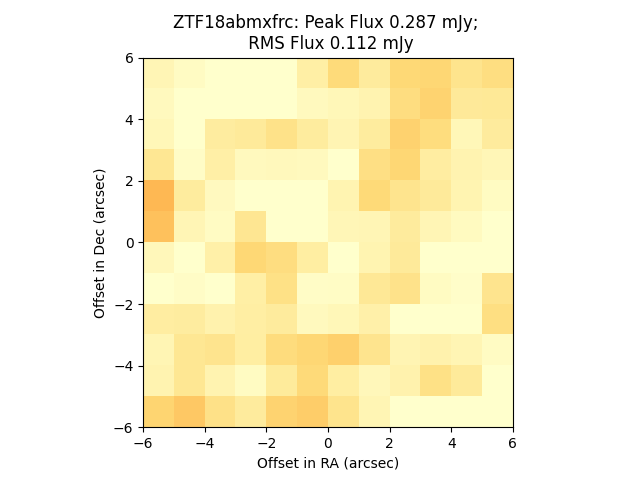 ZTF18abmxfrc: Peak Flux 0.287 mJy;
RMS Flux 0.112 mJy
6
4
2
0
−2
−4
−6
Offset in Dec (arcsec)
−6 −4 −2 0 2 4 6
Offset in RA (arcsec)